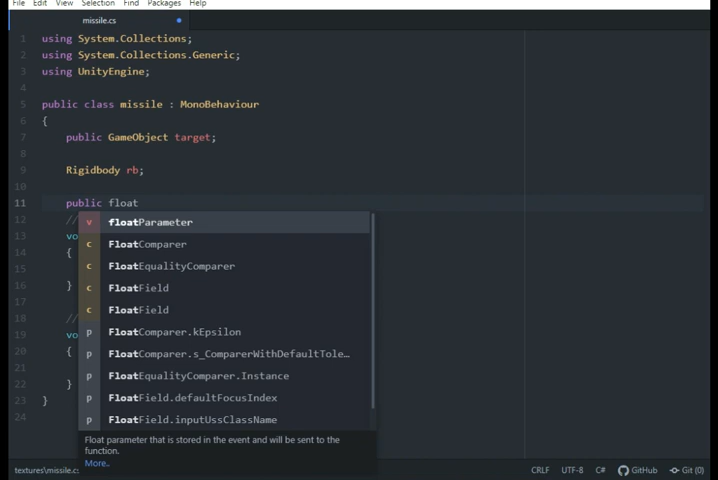 File Edit View Selection Find Packages Help
missile.cs
1 using System.Collections;
2 using System.Collections.Generic;
3 using UnityEngine;
4
5 public class missile : MonoBehaviour
6 {
7 public GameObject target;
8
9 Rigidbody rb;
10
11 public float
12 //
v floatParameter
13 vo
c FloatComparer
14 {
15
c FloatEqualityComparer
16 }
c FloatField
17
c FloatField
18 //
19 vo
p FloatComparer.kEpsilon
20 {
p FloatComparer.s_ComparerWithDefaultTole…
21
p FloatEqualityComparer.Instance
22 }
p FloatField.defaultFocusIndex
23 }
24
p FloatField.inputUssClassName
Float parameter that is stored in the event and will be sent to the
function.
More..
textures\missile.cs
CRLF UTF-8 C# GitHub Git (0)